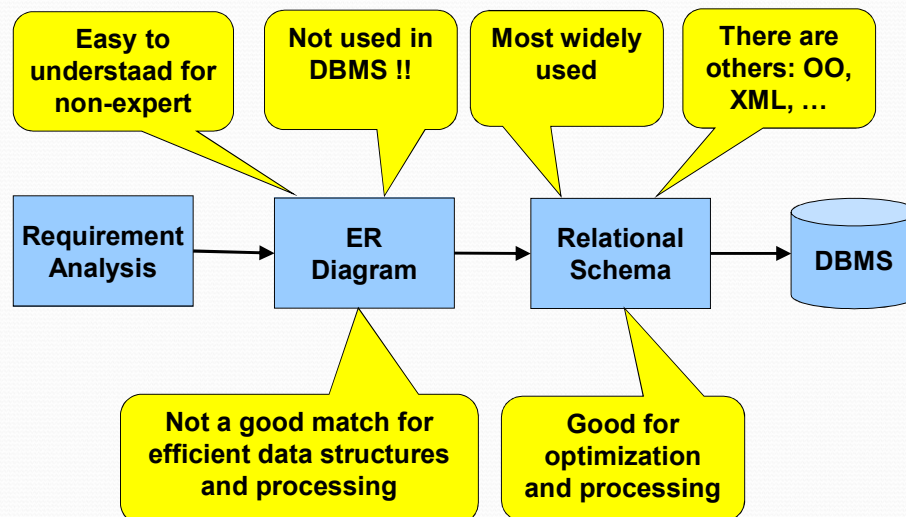 Easy to
understaad for
non-expert
Not used in
DBMS !!
Most widely
used
There are
others: OO,
XML, …
Requirement
Analysis
ER
Diagram
Relational
Schema
DBMS
Not a good match for
efficient data structures
and processing
Good for
optimization
and processing